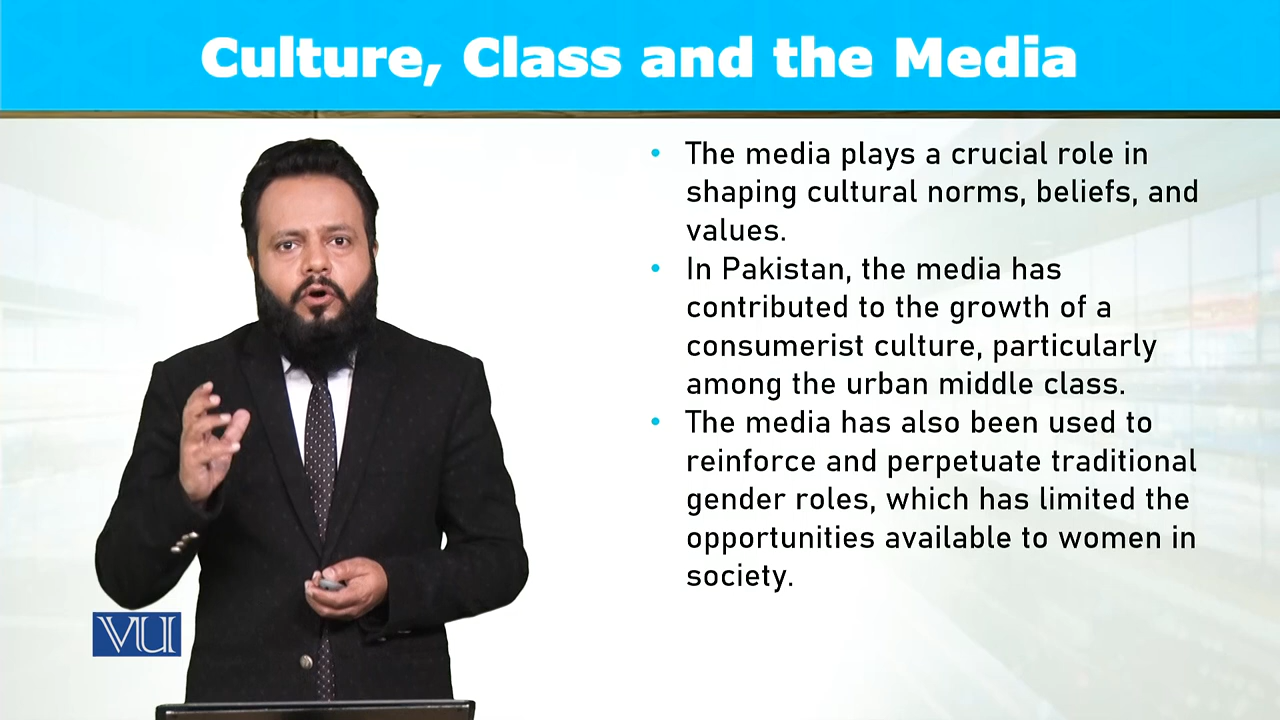 Culture, Class and the Media
• The media plays a crucial role in
shaping cultural norms, beliefs, and
values.
• In Pakistan, the media has
contributed to the growth of a
consumerist culture, particularly
among the urban middle class.
• The media has also been used to
reinforce and perpetuate traditional
gender roles, which has limited the
opportunities available to women in
society.
VU